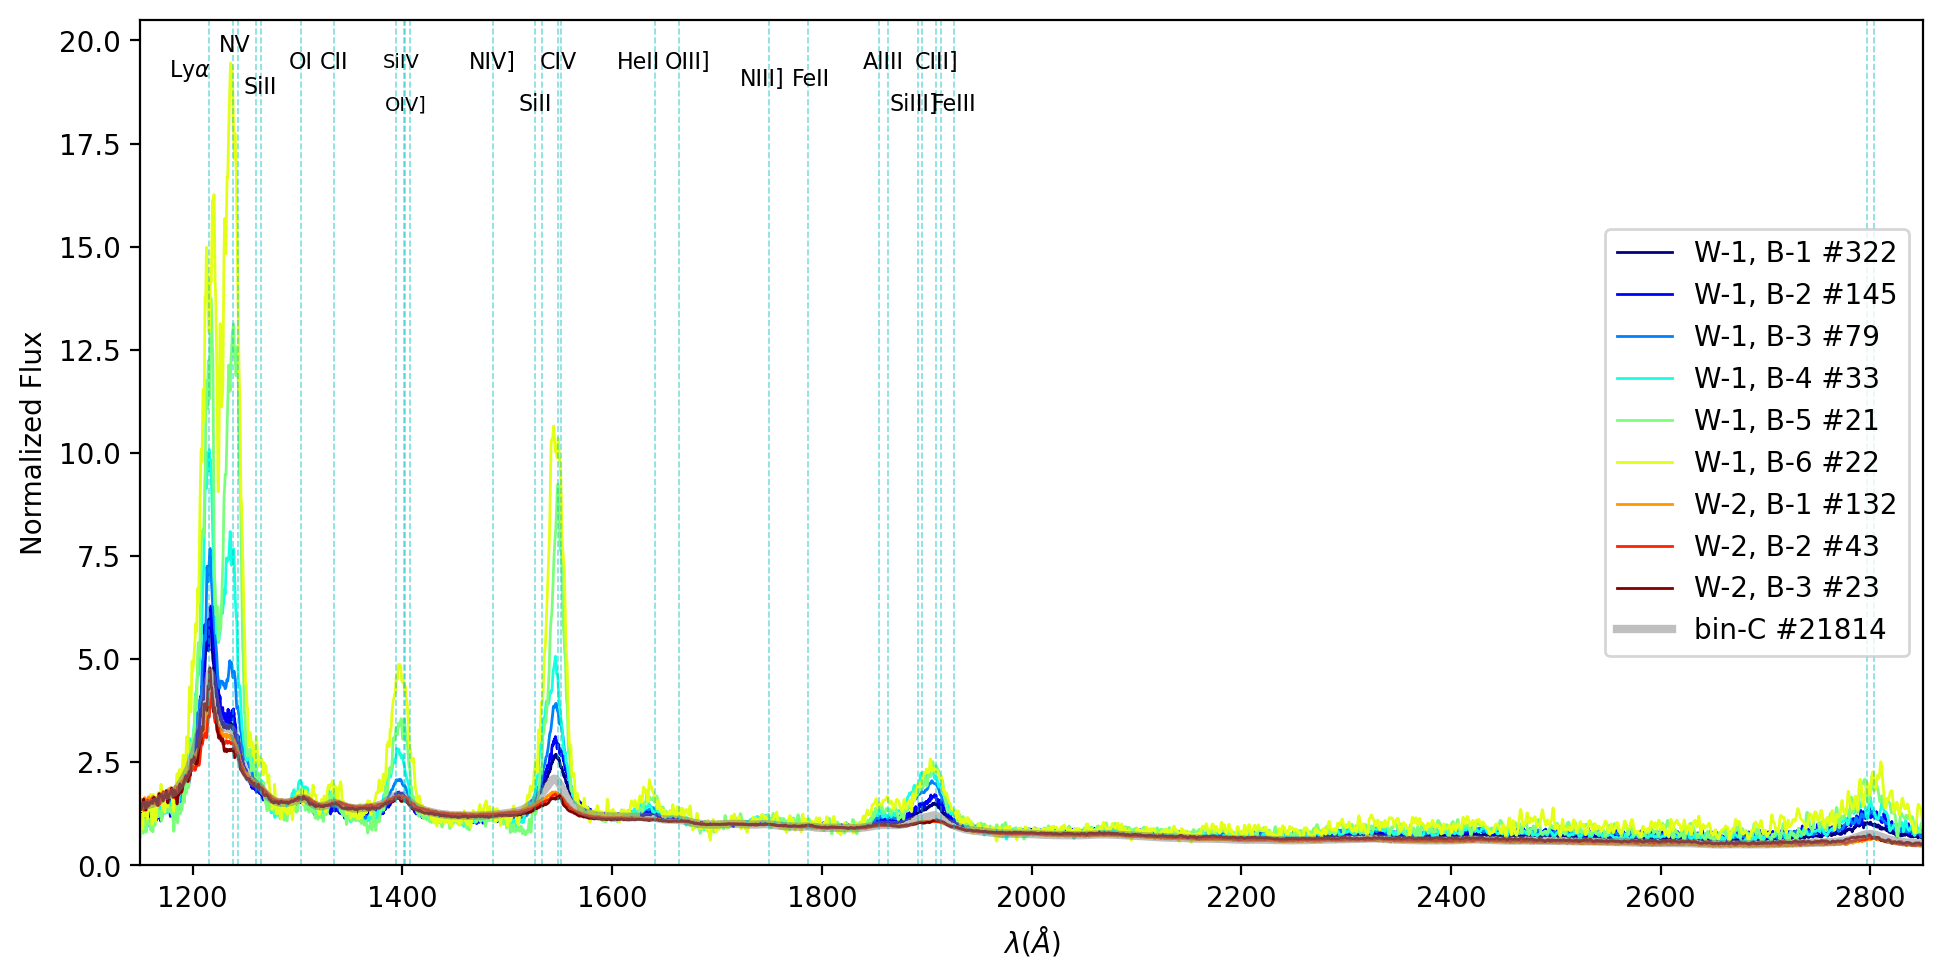 20.0
17.5
15.0
12.5
10.0
7.5
5.0
2.5
0.0
Normalized Flux
NV
Lyα
SiII
OI CII
SiIV
OIV]
NIV]
CIV
SiII
HeII OIII]
NIII] FeII
AlIII CIII]
SiIII] FeIII
W-1, B-1 #322
W-1, B-2 #145
W-1, B-3 #79
W-1, B-4 #33
W-1, B-5 #21
W-1, B-6 #22
W-2, B-1 #132
W-2, B-2 #43
W-2, B-3 #23
bin-C #21814
1200 1400 1600 1800 2000 2200 2400 2600 2800
λ(Å)